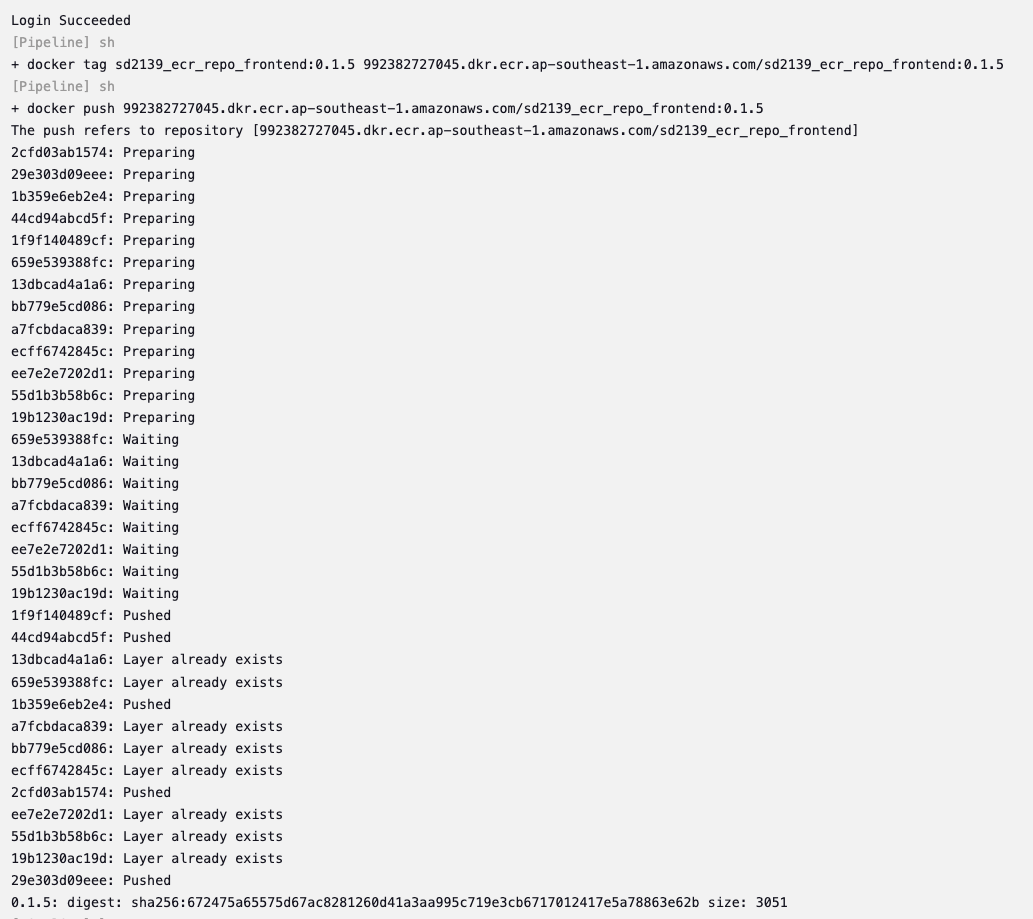 Login Succeeded
[Pipeline] sh
+ docker tag sd2139_ecr_repo_frontend:0.1.5 992382727045.dkr.ecr.ap-southeast-1.amazonaws.com/sd2139_ecr_repo_frontend:0.1.5
[Pipeline] sh
+ docker push 992382727045.dkr.ecr.ap-southeast-1.amazonaws.com/sd2139_ecr_repo_frontend:0.1.5
The push refers to repository [992382727045.dkr.ecr.ap-southeast-1.amazonaws.com/sd2139_ecr_repo_frontend]
2cfd03ab1574: Preparing
29e303d09eee: Preparing
1b359e6eb2e4: Preparing
44cd94abcd5f: Preparing
1f9f140489cf: Preparing
659e539388fc: Preparing
13dbcad4a1a6: Preparing
bb779e5cd086: Preparing
a7fcbdaca839: Preparing
ecff6742845c: Preparing
ee7e2e7202d1: Preparing
55d1b3b58b6c: Preparing
19b1230ac19d: Preparing
659e539388fc: Waiting
13dbcad4a1a6: Waiting
bb779e5cd086: Waiting
a7fcbdaca839: Waiting
ecff6742845c: Waiting
ee7e2e7202d1: Waiting
55d1b3b58b6c: Waiting
19b1230ac19d: Waiting
1f9f140489cf: Pushed
44cd94abcd5f: Pushed
13dbcad4a1a6: Layer already exists
659e539388fc: Layer already exists
1b359e6eb2e4: Pushed
a7fcbdaca839: Layer already exists
bb779e5cd086: Layer already exists
ecff6742845c: Layer already exists
2cfd03ab1574: Pushed
ee7e2e7202d1: Layer already exists
55d1b3b58b6c: Layer already exists
19b1230ac19d: Layer already exists
29e303d09eee: Pushed
0.1.5: digest: sha256:672475a65575d67ac8281260d41a3aa995c719e3cb6717012417e5a78863e62b size: 3051